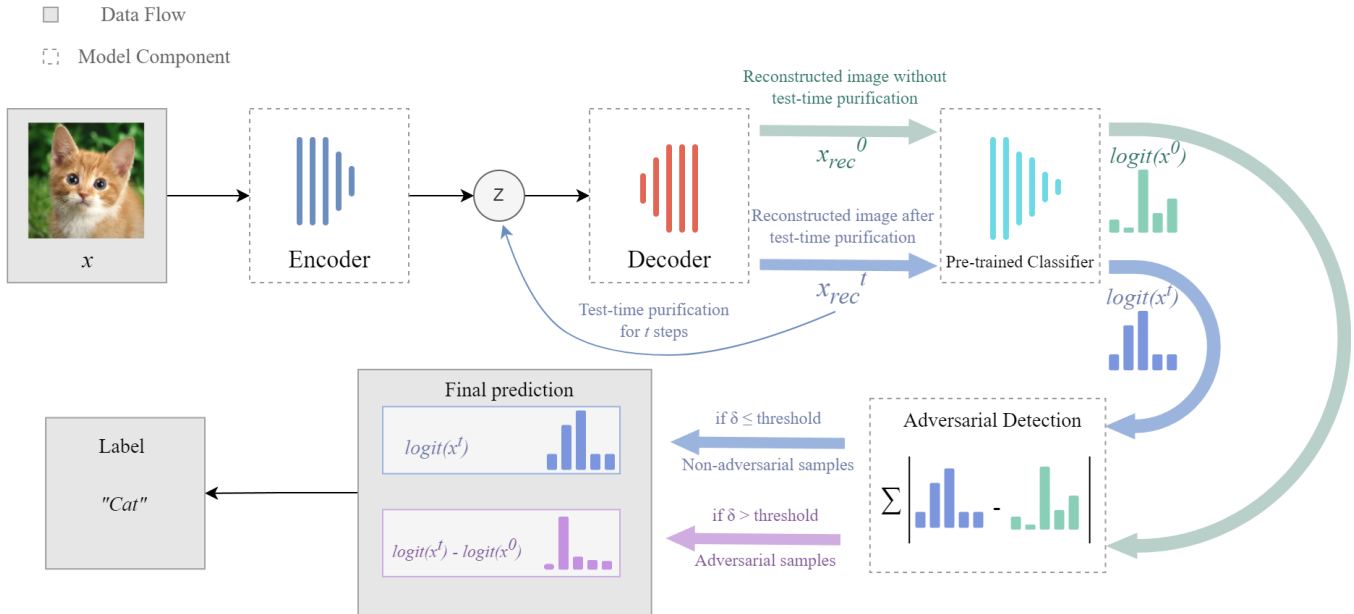 Data Flow
Model Component
x
Encoder
Z
Decoder
Reconstructed image without
test-time purification
x_rec^0
Reconstructed image after
test-time purification
x_rec^t
Test-time purification
for t steps
Pre-trained Classifier
logit(x^0)
logit(x^t)
Adversarial Detection
∑ | - |
if δ ≤ threshold
Non-adversarial samples
if δ > threshold
Adversarial samples
Final prediction
logit(x^t)
logit(x^t) - logit(x^0)
Label
"Cat"